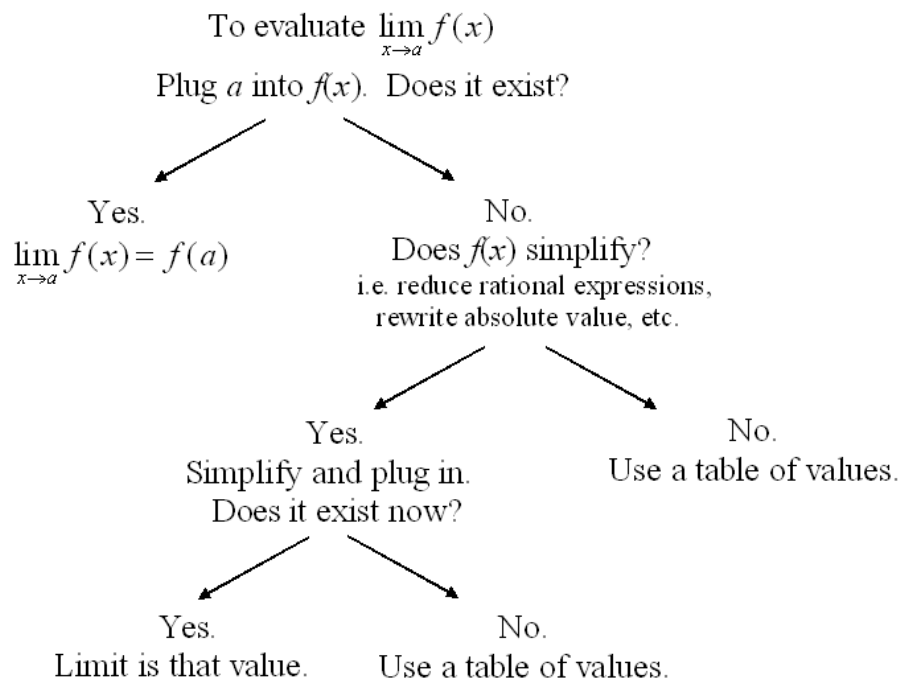 To evaluate lim f(x)
x→a
Plug a into f(x). Does it exist?
Yes.
lim f(x) = f(a)
x→a
No.
Does f(x) simplify?
i.e. reduce rational expressions,
rewrite absolute value, etc.
Yes.
Simplify and plug in.
Does it exist now?
No.
Use a table of values.
Yes.
Limit is that value.
No.
Use a table of values.